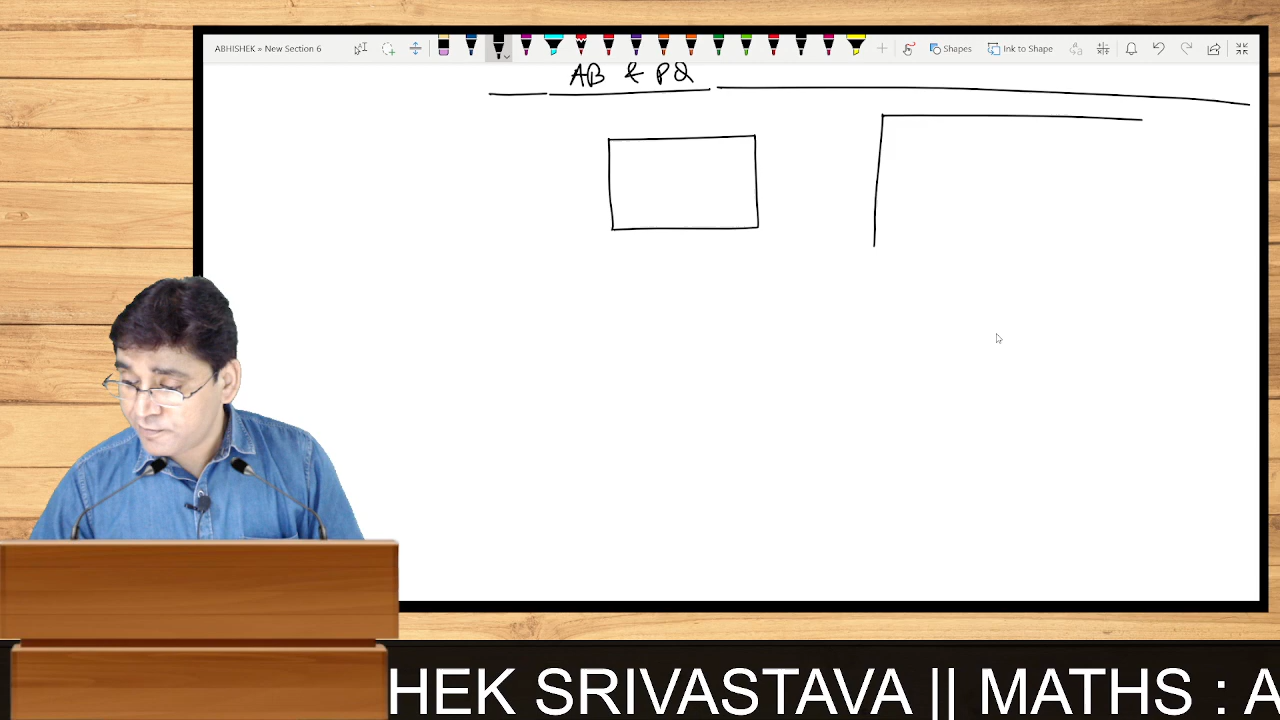 ABHISHEK » New Section 6
Shapes
Ink to Shape
AB & PQ
HEK SRIVASTAVA || MATHS : A